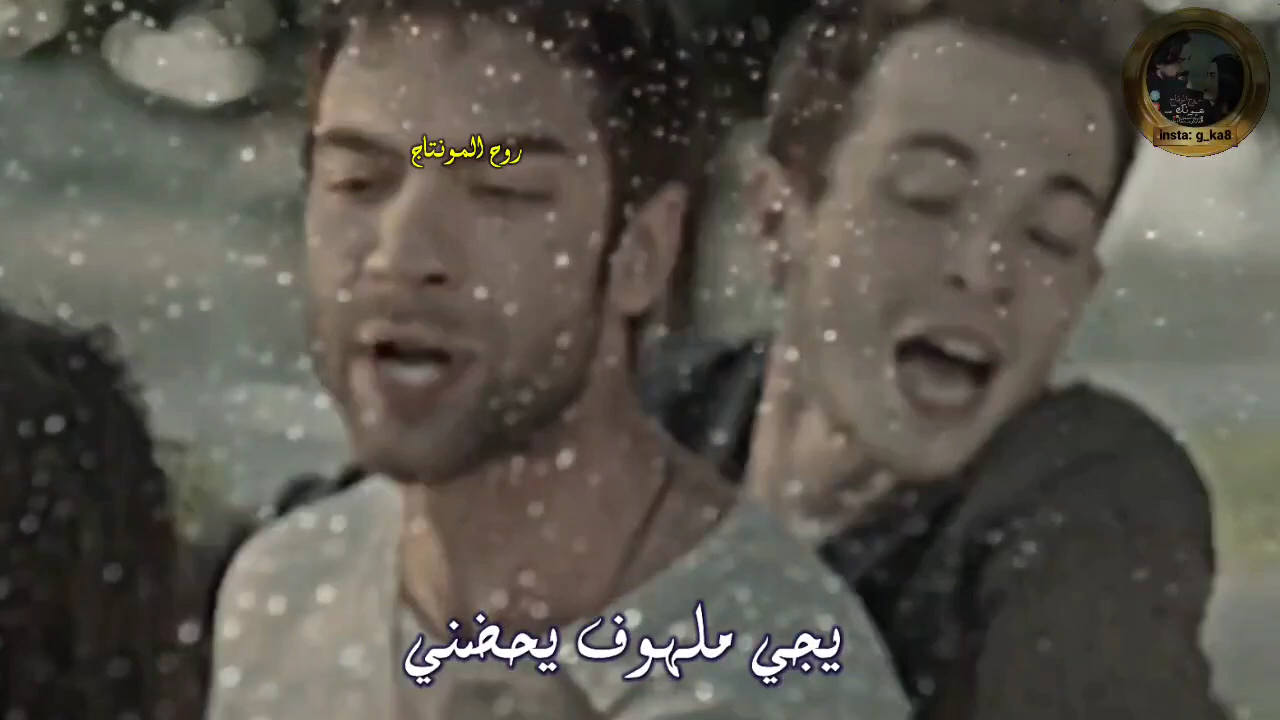 روح المونتاج
insta: g_ka8
يجي ملهوف يحضني